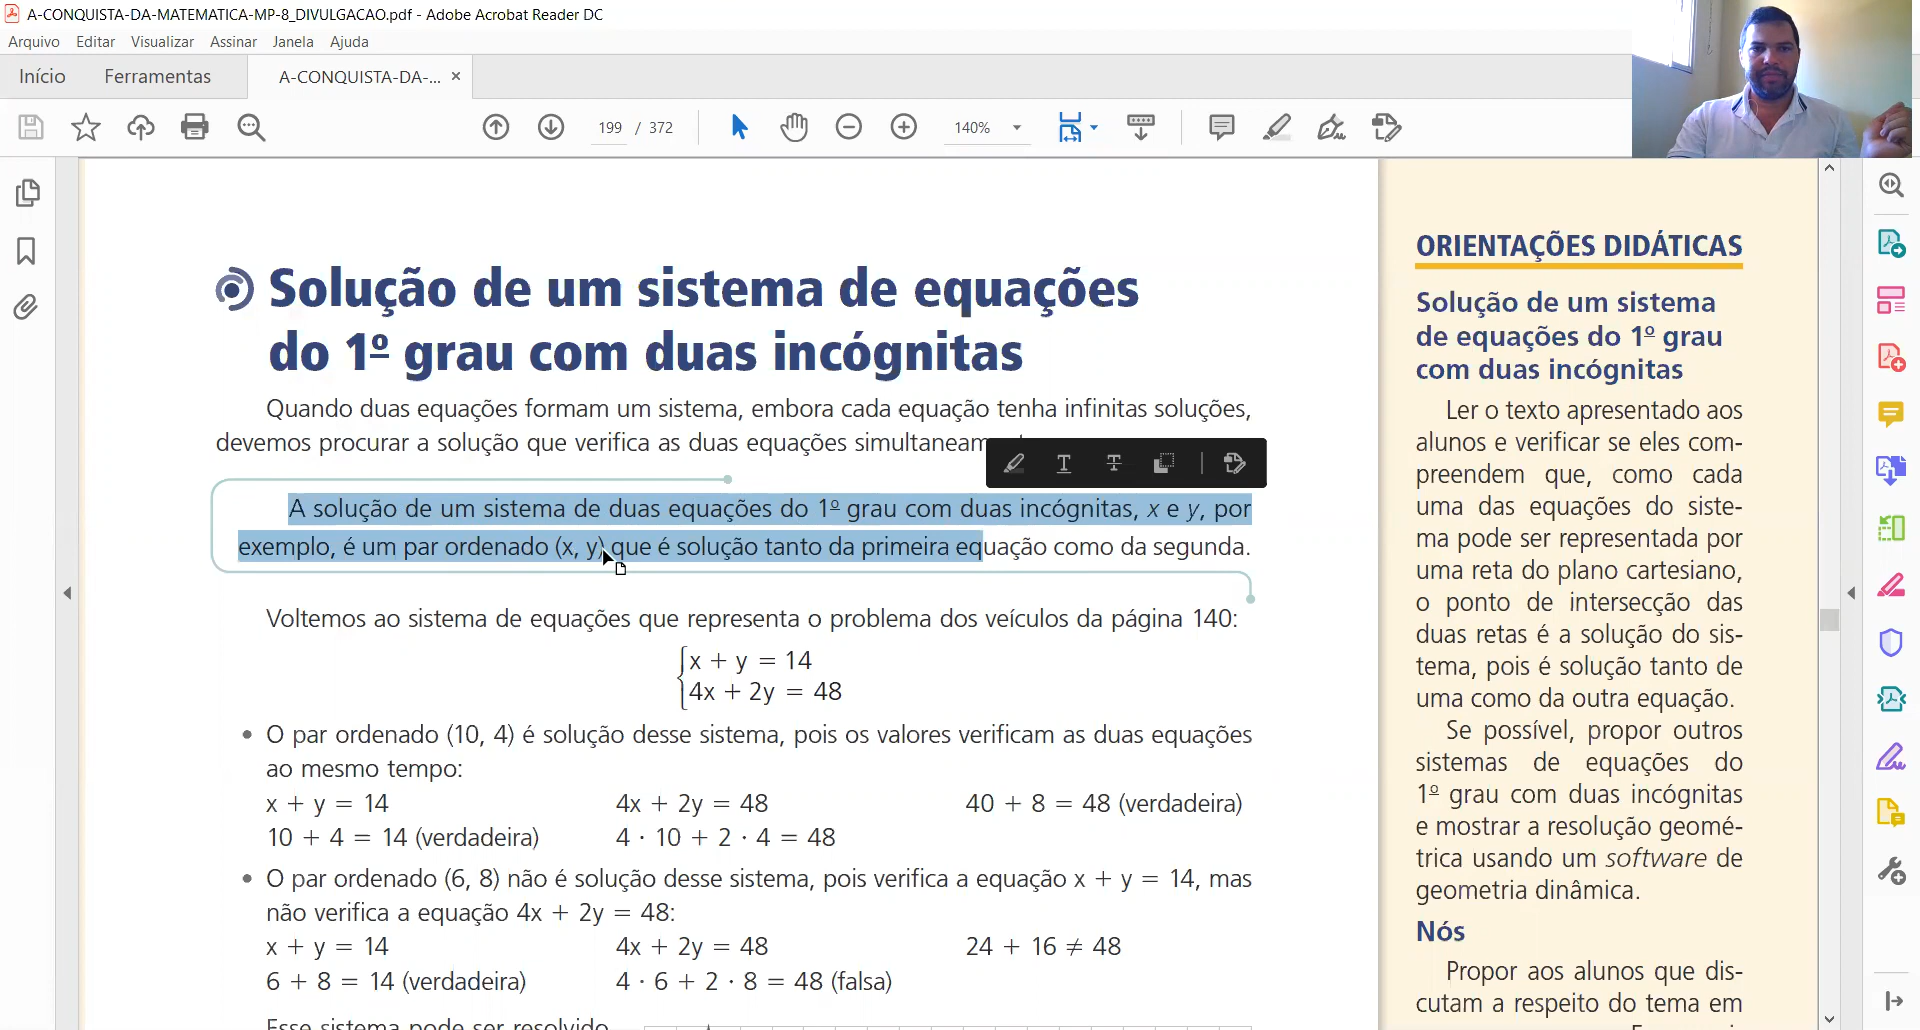 A-CONQUISTA-DA-MATEMATICA-MP-8_DIVULGACAO.pdf - Adobe Acrobat Reader DC
Arquivo Editar Visualizar Assinar Janela Ajuda
Início Ferramentas A-CONQUISTA-DA-... ×
199 / 372 140%
Solução de um sistema de equações
do 1º grau com duas incógnitas
Quando duas equações formam um sistema, embora cada equação tenha infinitas soluções,
devemos procurar a solução que verifica as duas equações
A solução de um sistema de duas equações do 1º grau com duas incógnitas, x e y, por
exemplo, é um par ordenado (x, y) que é solução tanto da primeira equação como da segunda.
Voltemos ao sistema de equações que representa o problema dos veículos da página 140:
x + y = 14
4x + 2y = 48
• O par ordenado (10, 4) é solução desse sistema, pois os valores verificam as duas equações
ao mesmo tempo:
x + y = 14 4x + 2y = 48 40 + 8 = 48 (verdadeira)
10 + 4 = 14 (verdadeira) 4 · 10 + 2 · 4 = 48
• O par ordenado (6, 8) não é solução desse sistema, pois verifica a equação x + y = 14, mas
não verifica a equação 4x + 2y = 48:
x + y = 14 4x + 2y = 48 24 + 16 ≠ 48
6 + 8 = 14 (verdadeira) 4 · 6 + 2 · 8 = 48 (falsa)
Esse sistema pode ser resolvido
ORIENTAÇÕES DIDÁTICAS
Solução de um sistema
de equações do 1º grau
com duas incógnitas
Ler o texto apresentado aos
alunos e verificar se eles com-
preendem que, como cada
uma das equações do siste-
ma pode ser representada por
uma reta do plano cartesiano,
o ponto de intersecção das
duas retas é a solução do sis-
tema, pois é solução tanto de
uma como da outra equação.
Se possível, propor outros
sistemas de equações do
1º grau com duas incógnitas
e mostrar a resolução geomé-
trica usando um software de
geometria dinâmica.
Nós
Propor aos alunos que dis-
cutam a respeito do tema em